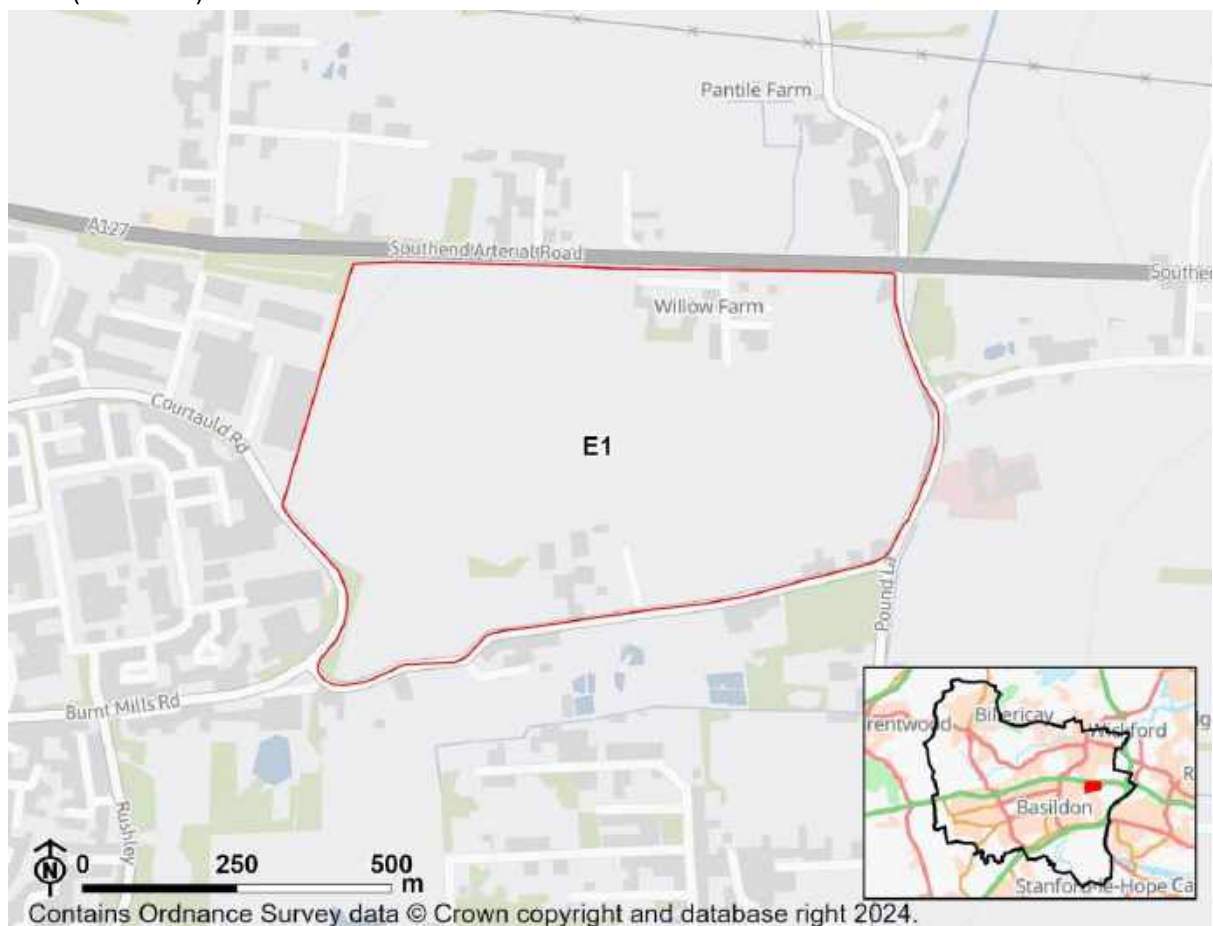 Pantile Farm
A127
Southend Arterial Road
Willow Farm
Courtauld Rd
E1
Pound La
Burnt Mills Rd
Rushley
Billericay
rentwood
Wickford
Basildon
Stanford-le-Hope Ca
N
0 250 500
m
Contains Ordnance Survey data © Crown copyright and database right 2024.